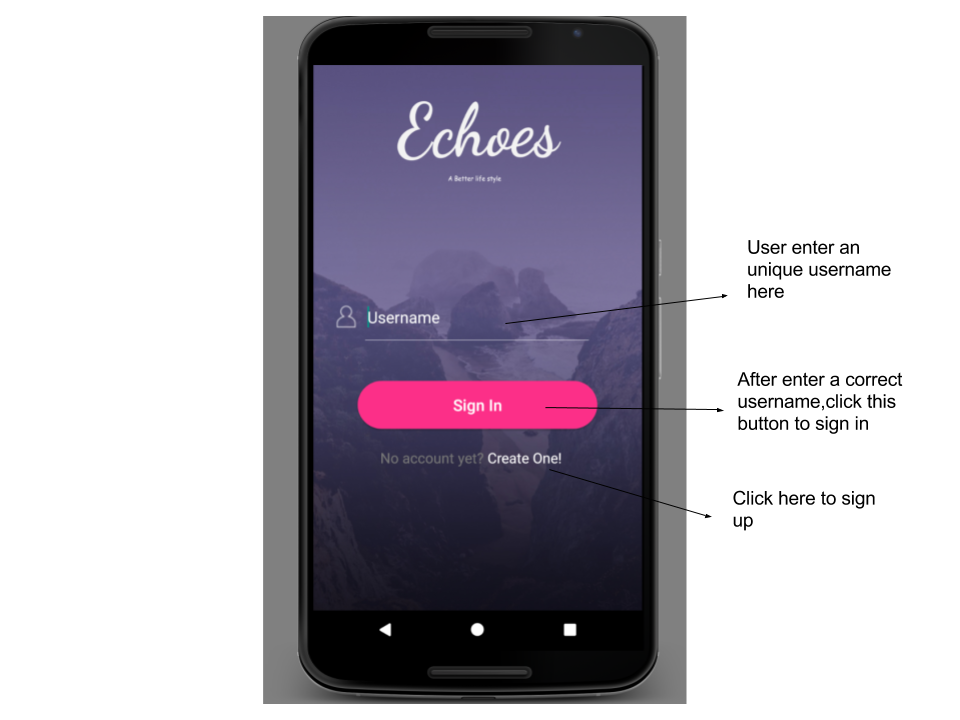 Echoes
A Better life style
User enter an
unique username
here
Username
After enter a correct
username,click this
button to sign in
Sign In
No account yet? Create One!
Click here to sign
up